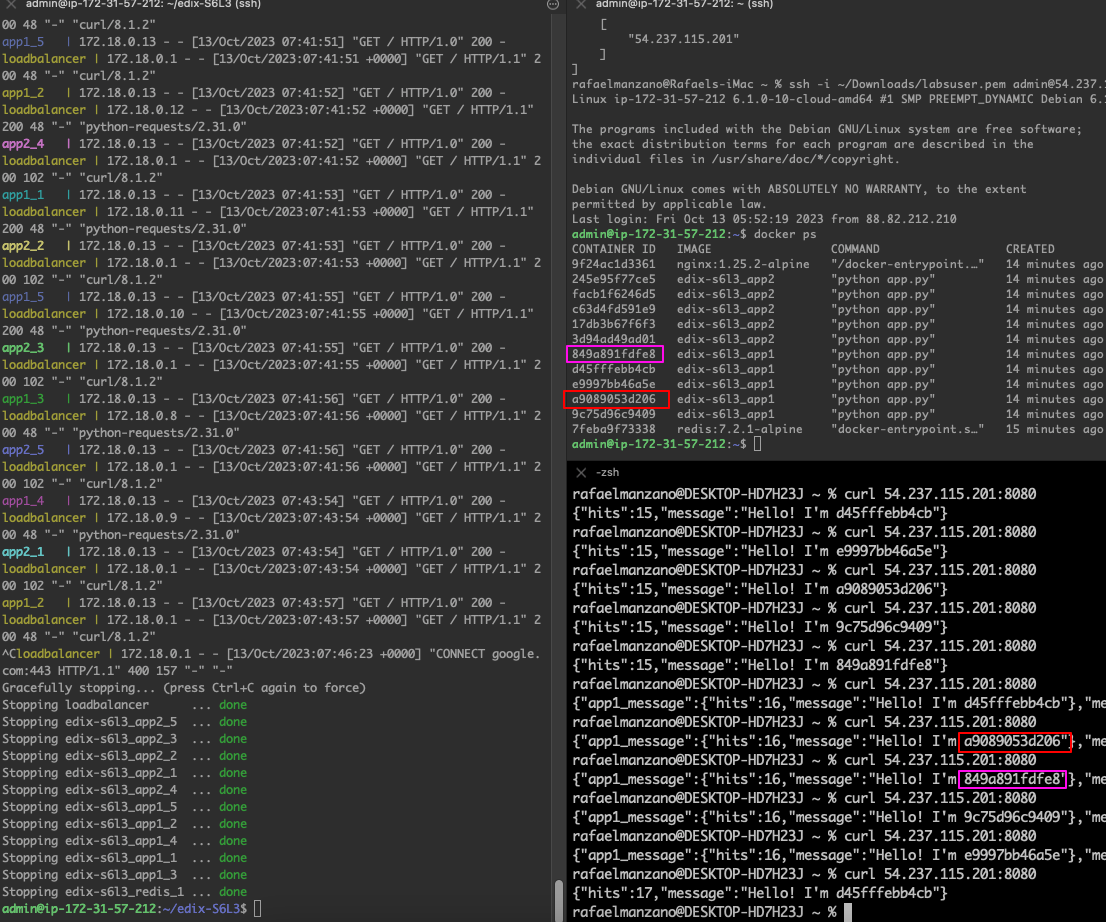 admin@ip-172-31-57-212: ~/edix-S6L3 (ssh)
00 48 "-" "curl/8.1.2"
app1_5   | 172.18.0.13 - - [13/Oct/2023 07:41:51] "GET / HTTP/1.0" 200 -
loadbalancer | 172.18.0.1 - - [13/Oct/2023:07:41:51 +0000] "GET / HTTP/1.1" 2
00 48 "-" "curl/8.1.2"
app1_2   | 172.18.0.13 - - [13/Oct/2023 07:41:52] "GET / HTTP/1.0" 200 -
loadbalancer | 172.18.0.12 - - [13/Oct/2023:07:41:52 +0000] "GET / HTTP/1.1"
200 48 "-" "python-requests/2.31.0"
app2_4   | 172.18.0.13 - - [13/Oct/2023 07:41:52] "GET / HTTP/1.0" 200 -
loadbalancer | 172.18.0.1 - - [13/Oct/2023:07:41:52 +0000] "GET / HTTP/1.1" 2
00 102 "-" "curl/8.1.2"
app1_1   | 172.18.0.13 - - [13/Oct/2023 07:41:53] "GET / HTTP/1.0" 200 -
loadbalancer | 172.18.0.11 - - [13/Oct/2023:07:41:53 +0000] "GET / HTTP/1.1"
200 48 "-" "python-requests/2.31.0"
app2_2   | 172.18.0.13 - - [13/Oct/2023 07:41:53] "GET / HTTP/1.0" 200 -
loadbalancer | 172.18.0.1 - - [13/Oct/2023:07:41:53 +0000] "GET / HTTP/1.1" 2
00 102 "-" "curl/8.1.2"
app1_5   | 172.18.0.13 - - [13/Oct/2023 07:41:55] "GET / HTTP/1.0" 200 -
loadbalancer | 172.18.0.10 - - [13/Oct/2023:07:41:55 +0000] "GET / HTTP/1.1"
200 48 "-" "python-requests/2.31.0"
app2_3   | 172.18.0.13 - - [13/Oct/2023 07:41:55] "GET / HTTP/1.0" 200 -
loadbalancer | 172.18.0.1 - - [13/Oct/2023:07:41:55 +0000] "GET / HTTP/1.1" 2
00 102 "-" "curl/8.1.2"
app1_3   | 172.18.0.13 - - [13/Oct/2023 07:41:56] "GET / HTTP/1.0" 200 -
loadbalancer | 172.18.0.8 - - [13/Oct/2023:07:41:56 +0000] "GET / HTTP/1.1" 2
00 48 "-" "python-requests/2.31.0"
app2_5   | 172.18.0.13 - - [13/Oct/2023 07:41:56] "GET / HTTP/1.0" 200 -
loadbalancer | 172.18.0.1 - - [13/Oct/2023:07:41:56 +0000] "GET / HTTP/1.1" 2
00 102 "-" "curl/8.1.2"
app1_4   | 172.18.0.13 - - [13/Oct/2023 07:43:54] "GET / HTTP/1.0" 200 -
loadbalancer | 172.18.0.9 - - [13/Oct/2023:07:43:54 +0000] "GET / HTTP/1.1" 2
00 48 "-" "python-requests/2.31.0"
app2_1   | 172.18.0.13 - - [13/Oct/2023 07:43:54] "GET / HTTP/1.0" 200 -
loadbalancer | 172.18.0.1 - - [13/Oct/2023:07:43:54 +0000] "GET / HTTP/1.1" 2
00 102 "-" "curl/8.1.2"
app1_2   | 172.18.0.13 - - [13/Oct/2023 07:43:57] "GET / HTTP/1.0" 200 -
loadbalancer | 172.18.0.1 - - [13/Oct/2023:07:43:57 +0000] "GET / HTTP/1.1" 2
00 48 "-" "curl/8.1.2"
^Cloadbalancer | 172.18.0.1 - - [13/Oct/2023:07:46:23 +0000] "CONNECT google.
com:443 HTTP/1.1" 400 157 "-" "-"
Gracefully stopping... (press Ctrl+C again to force)
Stopping loadbalancer      ... done
Stopping edix-s6l3_app2_5  ... done
Stopping edix-s6l3_app2_3  ... done
Stopping edix-s6l3_app2_2  ... done
Stopping edix-s6l3_app2_1  ... done
Stopping edix-s6l3_app2_4  ... done
Stopping edix-s6l3_app1_5  ... done
Stopping edix-s6l3_app1_2  ... done
Stopping edix-s6l3_app1_4  ... done
Stopping edix-s6l3_app1_1  ... done
Stopping edix-s6l3_app1_3  ... done
Stopping edix-s6l3_redis_1 ... done
admin@ip-172-31-57-212:~/edix-S6L3$
admin@ip-172-31-57-212: ~ (ssh)
[
"54.237.115.201"
]
]
rafaelmanzano@Rafaels-iMac ~ % ssh -i ~/Downloads/labsuser.pem admin@54.237.1
Linux ip-172-31-57-212 6.1.0-10-cloud-amd64 #1 SMP PREEMPT_DYNAMIC Debian 6.1
The programs included with the Debian GNU/Linux system are free software;
the exact distribution terms for each program are described in the
individual files in /usr/share/doc/*/copyright.
Debian GNU/Linux comes with ABSOLUTELY NO WARRANTY, to the extent
permitted by applicable law.
Last login: Fri Oct 13 05:52:19 2023 from 88.82.212.210
admin@ip-172-31-57-212:~$ docker ps
CONTAINER ID   IMAGE                 COMMAND                  CREATED
9f24ac1d3361   nginx:1.25.2-alpine   "/docker-entrypoint.…"   14 minutes ago
245e95f77ce5   edix-s6l3_app2        "python app.py"          14 minutes ago
facb1f6246d5   edix-s6l3_app2        "python app.py"          14 minutes ago
c63d4fd591e9   edix-s6l3_app2        "python app.py"          14 minutes ago
17db3b67f6f3   edix-s6l3_app2        "python app.py"          14 minutes ago
3d94ad49ad01   edix-s6l3_app2        "python app.py"          14 minutes ago
849a891fdfe8   edix-s6l3_app1        "python app.py"          14 minutes ago
d45fffebb4cb   edix-s6l3_app1        "python app.py"          14 minutes ago
e9997bb46a5e   edix-s6l3_app1        "python app.py"          14 minutes ago
a9089053d206   edix-s6l3_app1        "python app.py"          14 minutes ago
9c75d96c9409   edix-s6l3_app1        "python app.py"          14 minutes ago
7feba9f73338   redis:7.2.1-alpine    "docker-entrypoint.s…"   15 minutes ago
admin@ip-172-31-57-212:~$
-zsh
rafaelmanzano@DESKTOP-HD7H23J ~ % curl 54.237.115.201:8080
{"hits":15,"message":"Hello! I'm d45fffebb4cb"}
rafaelmanzano@DESKTOP-HD7H23J ~ % curl 54.237.115.201:8080
{"hits":15,"message":"Hello! I'm e9997bb46a5e"}
rafaelmanzano@DESKTOP-HD7H23J ~ % curl 54.237.115.201:8080
{"hits":15,"message":"Hello! I'm a9089053d206"}
rafaelmanzano@DESKTOP-HD7H23J ~ % curl 54.237.115.201:8080
{"hits":15,"message":"Hello! I'm 9c75d96c9409"}
rafaelmanzano@DESKTOP-HD7H23J ~ % curl 54.237.115.201:8080
{"hits":15,"message":"Hello! I'm 849a891fdfe8"}
rafaelmanzano@DESKTOP-HD7H23J ~ % curl 54.237.115.201:8080
{"app1_message":{"hits":16,"message":"Hello! I'm d45fffebb4cb"},"me
rafaelmanzano@DESKTOP-HD7H23J ~ % curl 54.237.115.201:8080
{"app1_message":{"hits":16,"message":"Hello! I'm a9089053d206"},"me
rafaelmanzano@DESKTOP-HD7H23J ~ % curl 54.237.115.201:8080
{"app1_message":{"hits":16,"message":"Hello! I'm 849a891fdfe8"},"me
rafaelmanzano@DESKTOP-HD7H23J ~ % curl 54.237.115.201:8080
{"app1_message":{"hits":16,"message":"Hello! I'm 9c75d96c9409"},"me
rafaelmanzano@DESKTOP-HD7H23J ~ % curl 54.237.115.201:8080
{"app1_message":{"hits":16,"message":"Hello! I'm e9997bb46a5e"},"me
rafaelmanzano@DESKTOP-HD7H23J ~ % curl 54.237.115.201:8080
{"hits":17,"message":"Hello! I'm d45fffebb4cb"}
rafaelmanzano@DESKTOP-HD7H23J ~ %